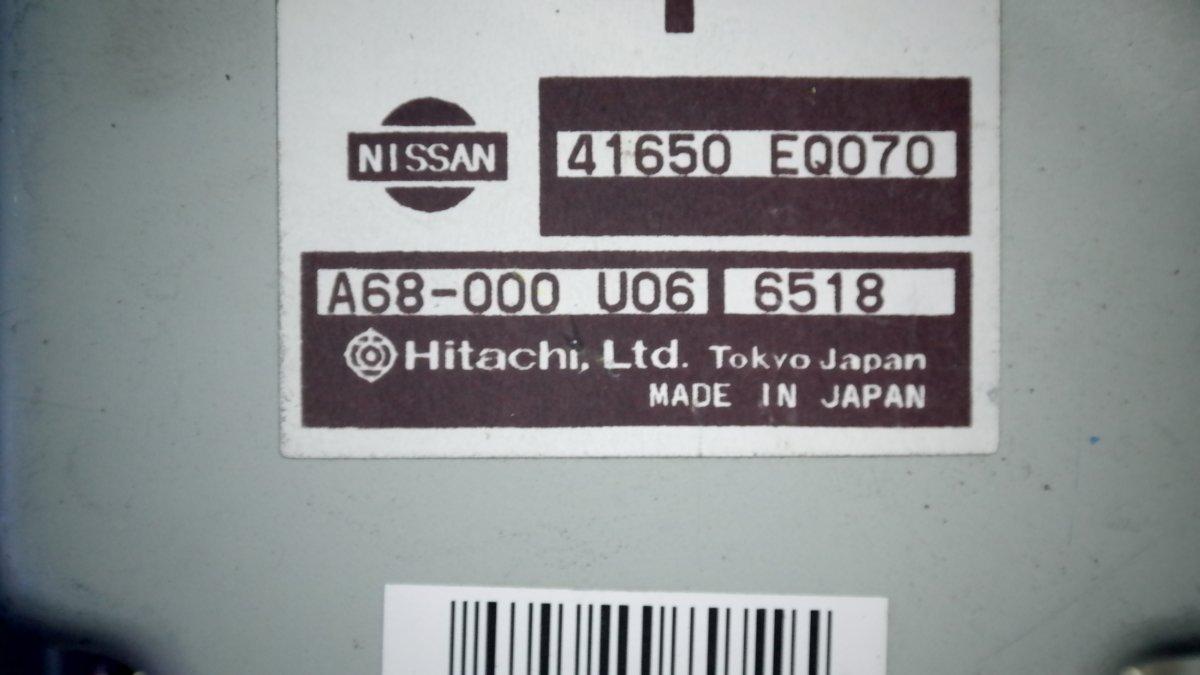 NISSAN
41650 EQ070
A68-000 U06 6518
Hitachi, Ltd. Tokyo Japan
MADE IN JAPAN